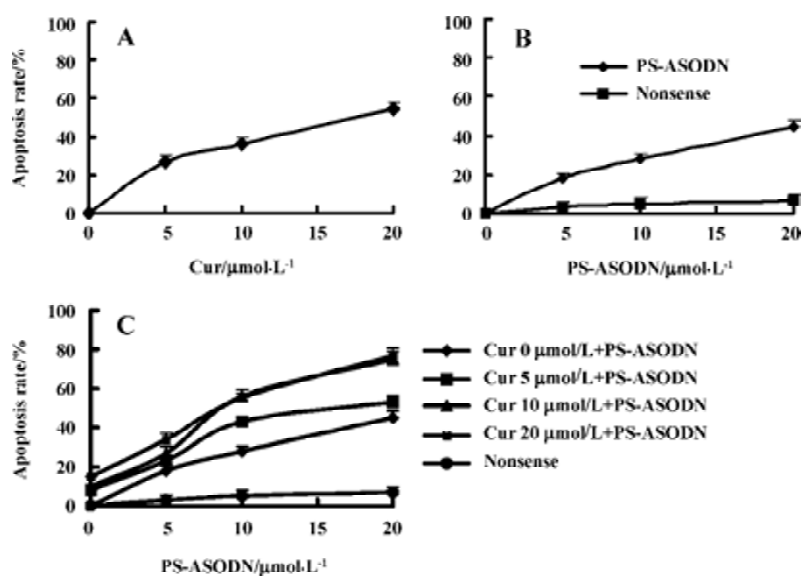 A
Apoptosis rate/%
100
80
60
40
20
0
0 5 10 15 20
Cur/μmol·L-1
B
100
80
60
40
20
0
PS-ASODN
Nonsense
0 5 10 15 20
PS-ASODN/μmol·L-1
C
Apoptosis rate/%
100
80
60
40
20
0
0 5 10 15 20
PS-ASODN/μmol·L-1
Cur 0 μmol/L+PS-ASODN
Cur 5 μmol/L+PS-ASODN
Cur 10 μmol/L+PS-ASODN
Cur 20 μmol/L+PS-ASODN
Nonsense